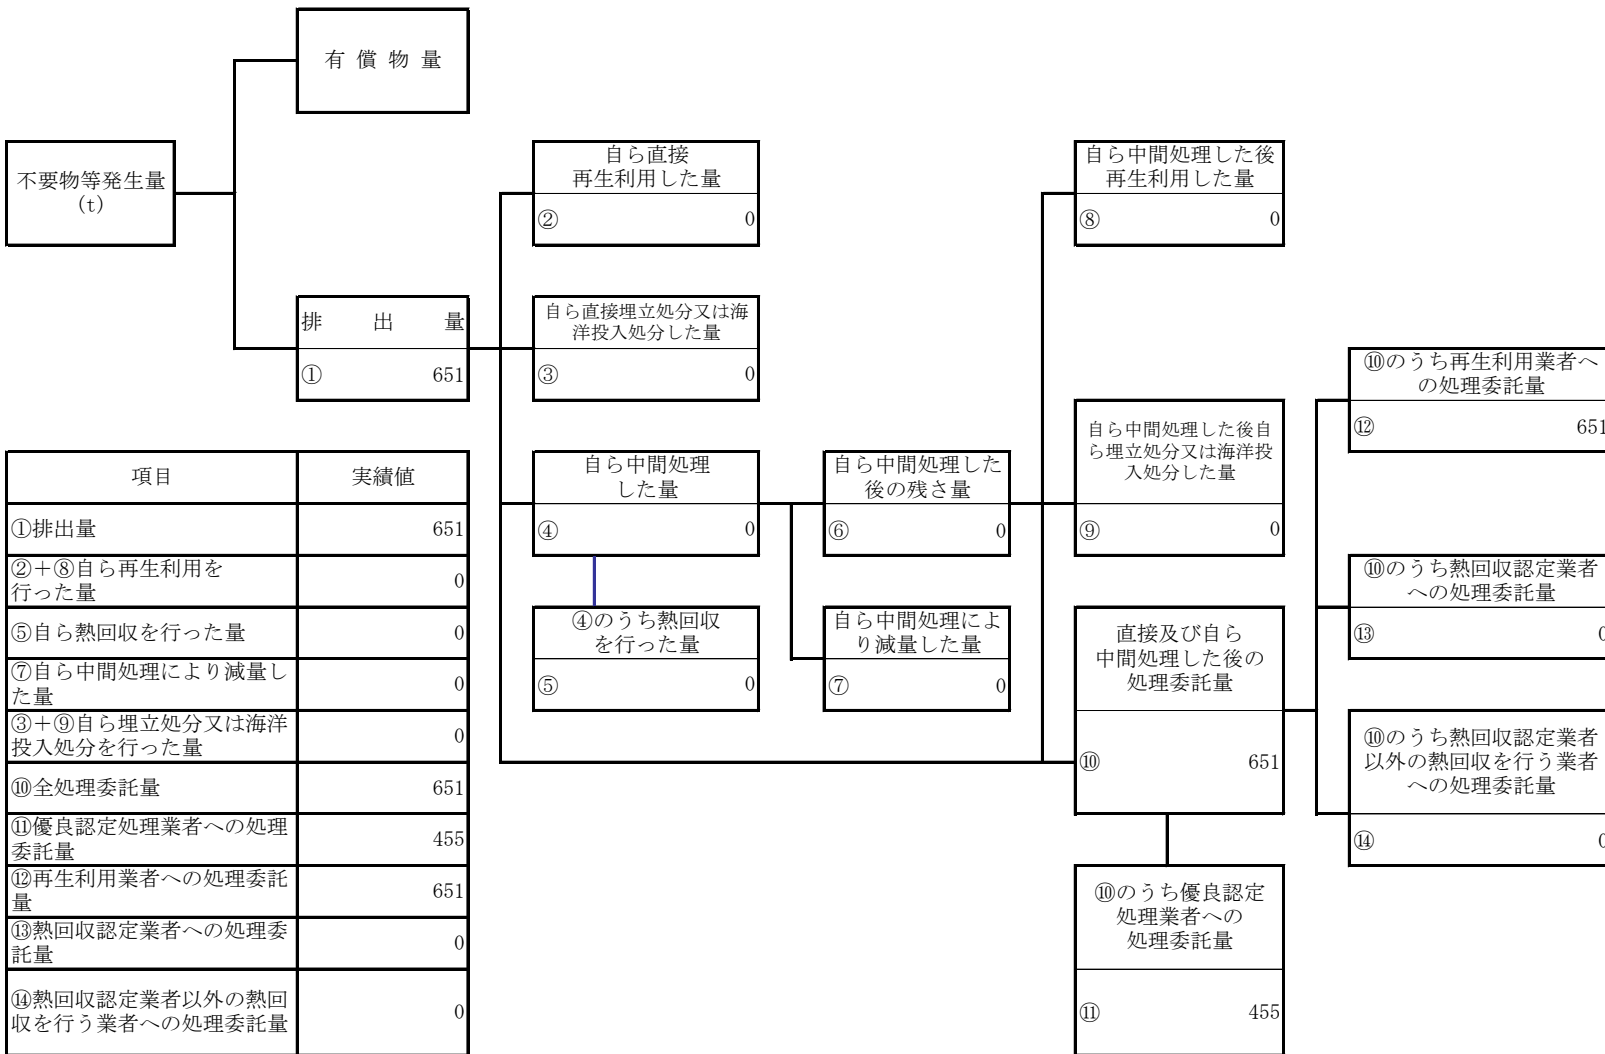 有 償 物 量
不要物等発生量
(t)
自ら直接
再生利用した量
② 0
自ら中間処理した後
再生利用した量
⑧ 0
排 出 量
① 651
自ら直接埋立処分又は海
洋投入処分した量
③ 0
⑩のうち再生利用業者へ
の処理委託量
⑫ 651
自ら中間処理した後自
ら埋立処分又は海洋投
入処分した量
⑨ 0
自ら中間処理
した量
④ 0
自ら中間処理した
後の残さ量
⑥ 0
⑩のうち熱回収認定業者
への処理委託量
⑬ 0
④のうち熱回収
を行った量
⑤ 0
自ら中間処理によ
り減量した量
⑦ 0
直接及び自ら
中間処理した後の
処理委託量
⑩ 651
⑩のうち熱回収認定業者
以外の熱回収を行う業者
への処理委託量
⑭ 0
⑩のうち優良認定
処理業者への
処理委託量
⑪ 455
項目 実績値
①排出量 651
②＋⑧自ら再生利用を
行った量 0
⑤自ら熱回収を行った量 0
⑦自ら中間処理により減量し
た量 0
③＋⑨自ら埋立処分又は海洋
投入処分を行った量 0
⑩全処理委託量 651
⑪優良認定処理業者への処理
委託量 455
⑫再生利用業者への処理委託
量 651
⑬熱回収認定業者への処理委
託量 0
⑭熱回収認定業者以外の熱回
収を行う業者への処理委託量 0